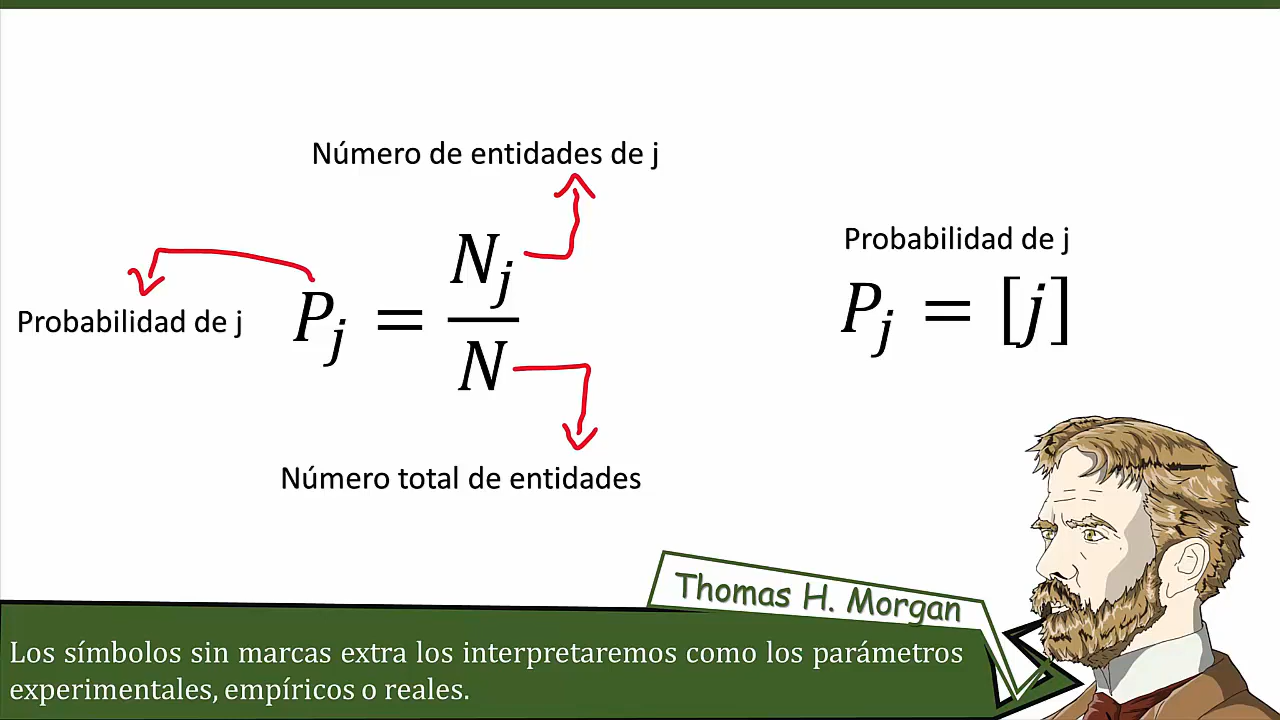 Número de entidades de j
Probabilidad de j
P_j = N_j / N
Número total de entidades
Probabilidad de j
P_j = [j]
Thomas H. Morgan
Los símbolos sin marcas extra los interpretaremos como los parámetros
experimentales, empíricos o reales.